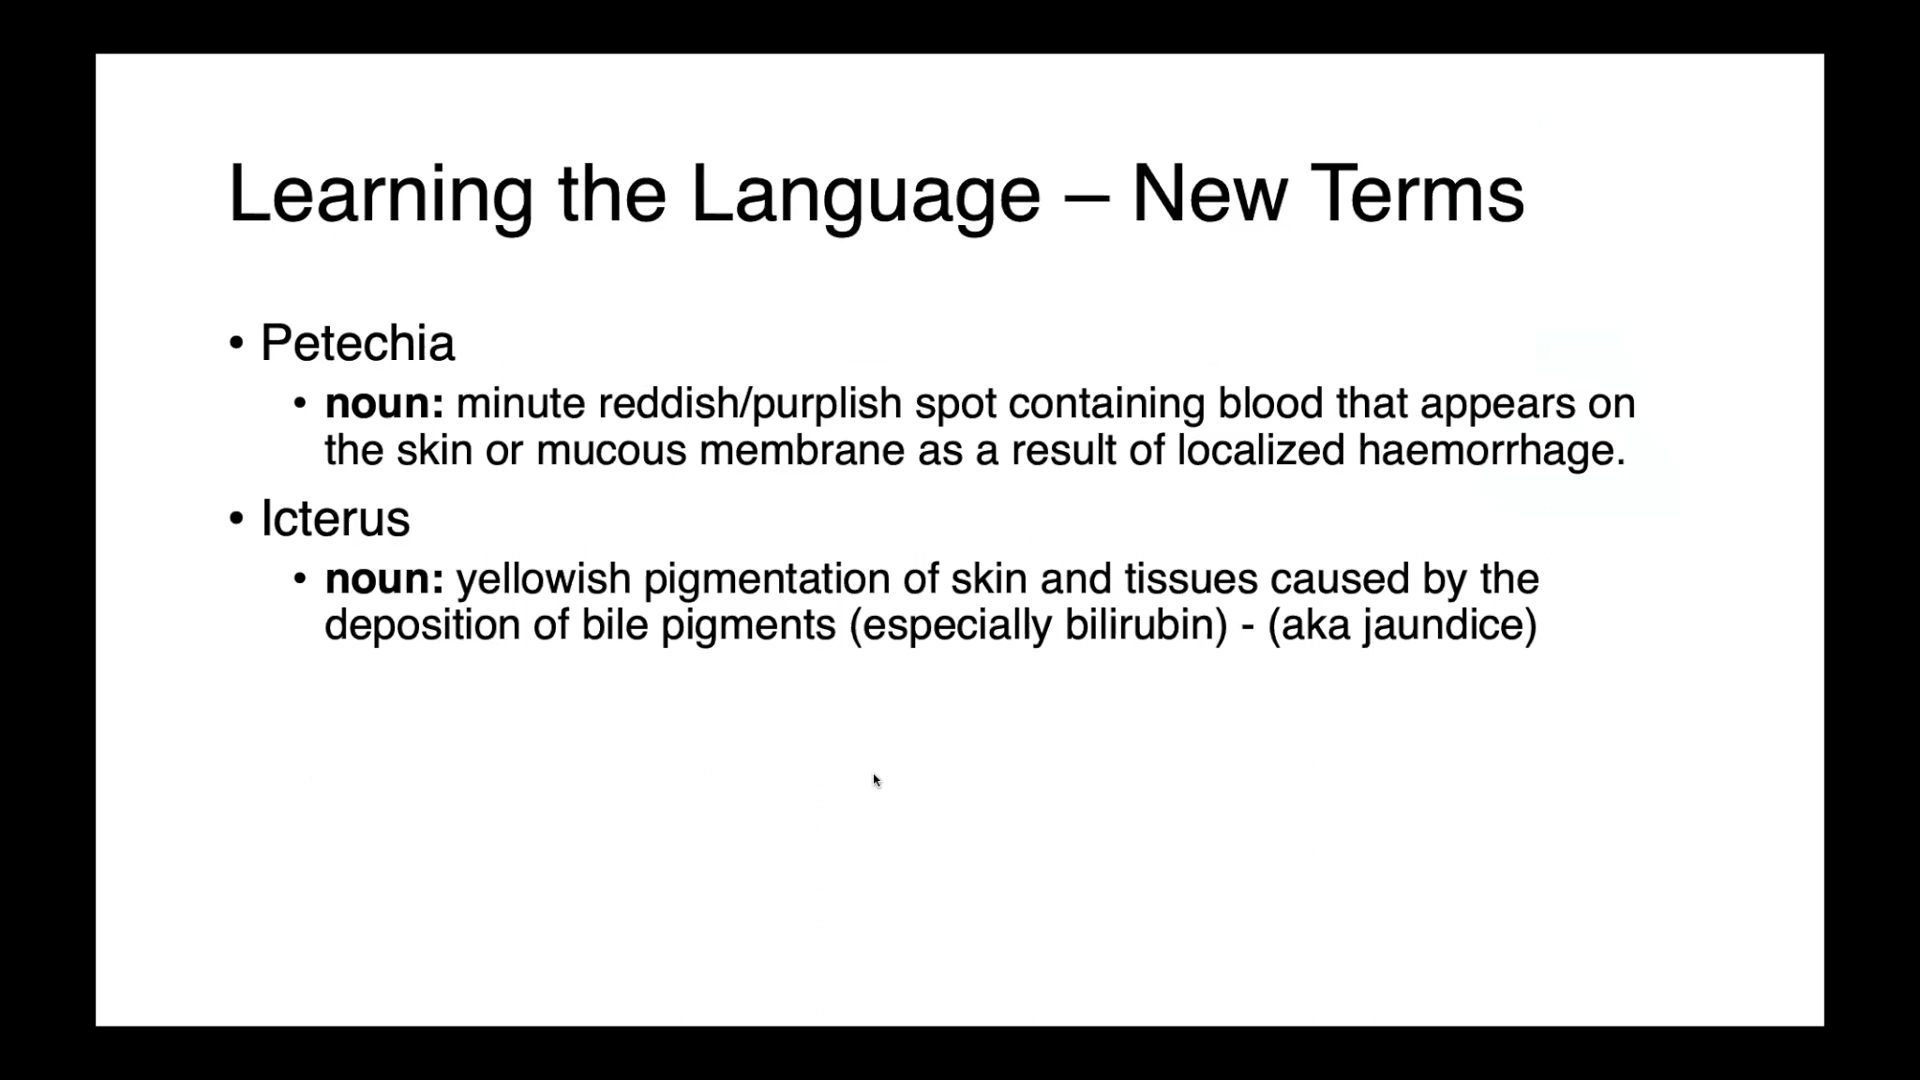 Learning the Language – New Terms
• Petechia
• noun: minute reddish/purplish spot containing blood that appears on
the skin or mucous membrane as a result of localized haemorrhage.
• Icterus
• noun: yellowish pigmentation of skin and tissues caused by the
deposition of bile pigments (especially bilirubin) - (aka jaundice)